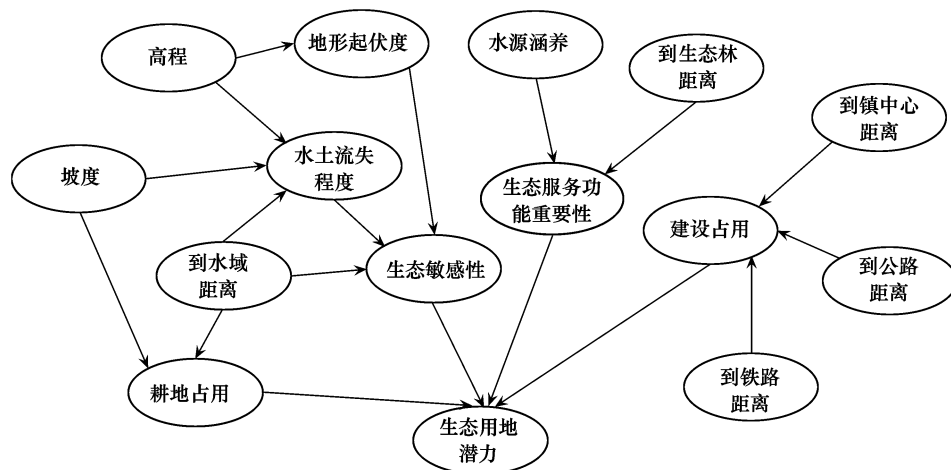 高程
地形起伏度
水源涵养
到生态林
距离
到镇中心
距离
坡度
水土流失
程度
生态服务功
能重要性
建设占用
到水域
距离
生态敏感性
到公路
距离
耕地占用
到铁路
距离
生态用地
潜力